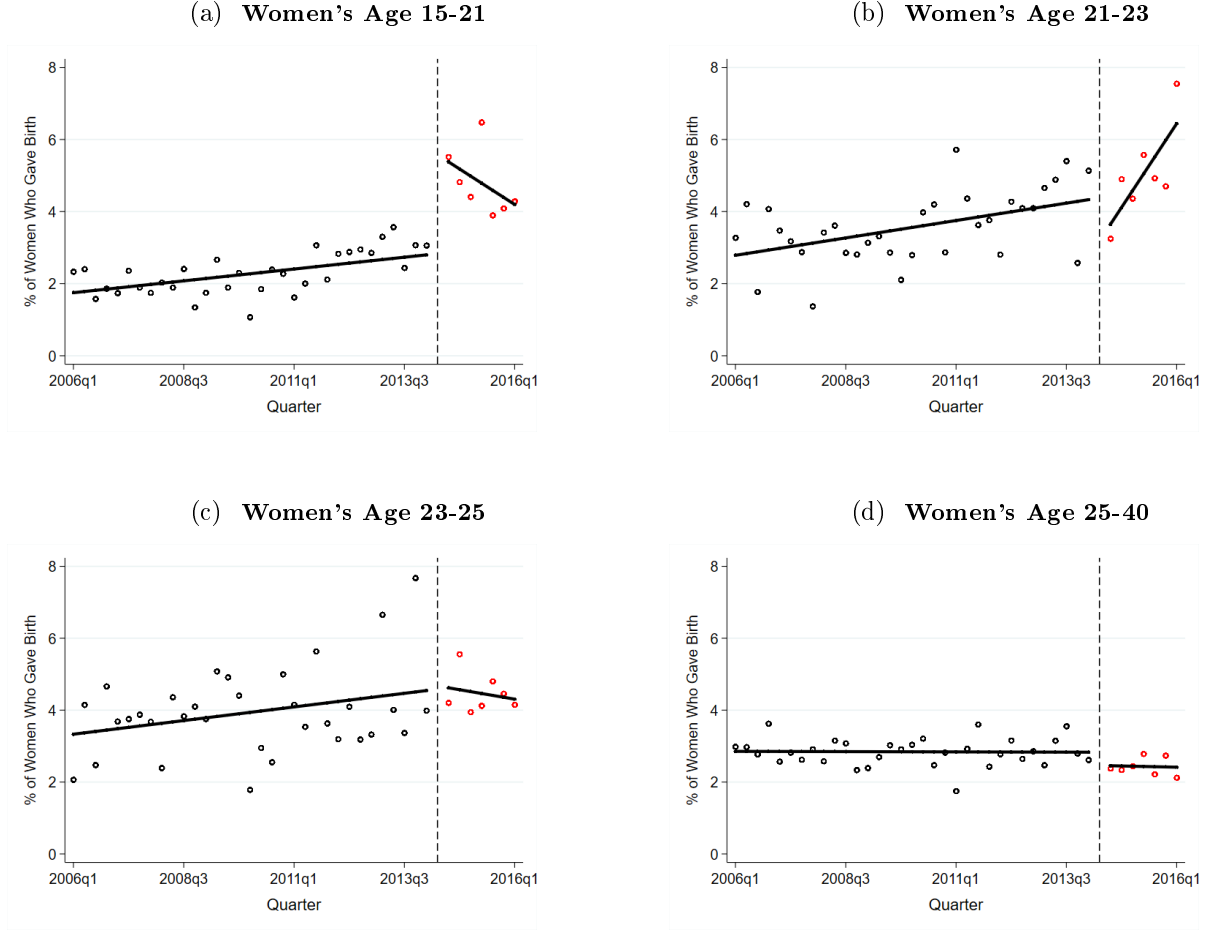 (a) Women's Age 15-21
8
6
4
2
0
% of Women Who Gave Birth
2006q1 2008q3 2011q1 2013q3 2016q1
Quarter
(b) Women's Age 21-23
8
6
4
2
0
% of Women Who Gave Birth
2006q1 2008q3 2011q1 2013q3 2016q1
Quarter
(c) Women's Age 23-25
8
6
4
2
0
% of Women Who Gave Birth
2006q1 2008q3 2011q1 2013q3 2016q1
Quarter
(d) Women's Age 25-40
8
6
4
2
0
% of Women Who Gave Birth
2006q1 2008q3 2011q1 2013q3 2016q1
Quarter